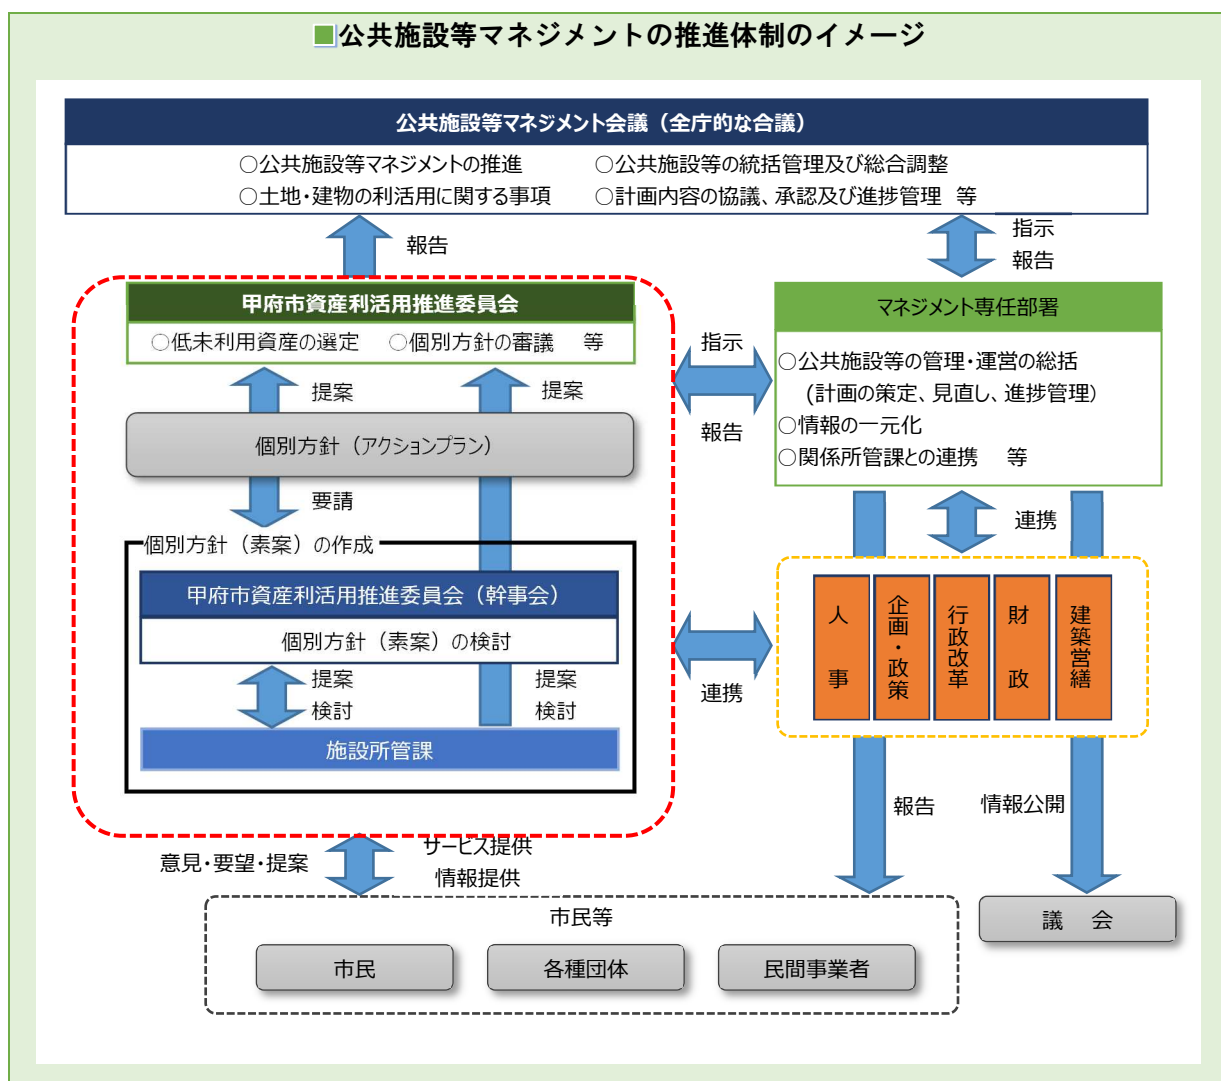 ■公共施設等マネジメントの推進体制のイメージ
公共施設等マネジメント会議（全庁的な合議）
○公共施設等マネジメントの推進
○公共施設等の統括管理及び総合調整
○土地・建物の利活用に関する事項
○計画内容の協議、承認及び進捗管理 等
報告
指示
報告
甲府市資産利活用推進委員会
○低未利用資産の選定 ○個別方針の審議 等
マネジメント専任部署
○公共施設等の管理・運営の総括
(計画の策定、見直し、進捗管理)
○情報の一元化
○関係所管課との連携 等
指示
報告
提案
提案
個別方針（アクションプラン）
要請
連携
個別方針（素案）の作成
甲府市資産利活用推進委員会（幹事会）
個別方針（素案）の検討
提案
検討
提案
検討
施設所管課
連携
人事
企画・政策
行政改革
財政
建築営繕
報告
情報公開
意見・要望・提案
サービス提供
情報提供
市民等
市民
各種団体
民間事業者
議 会